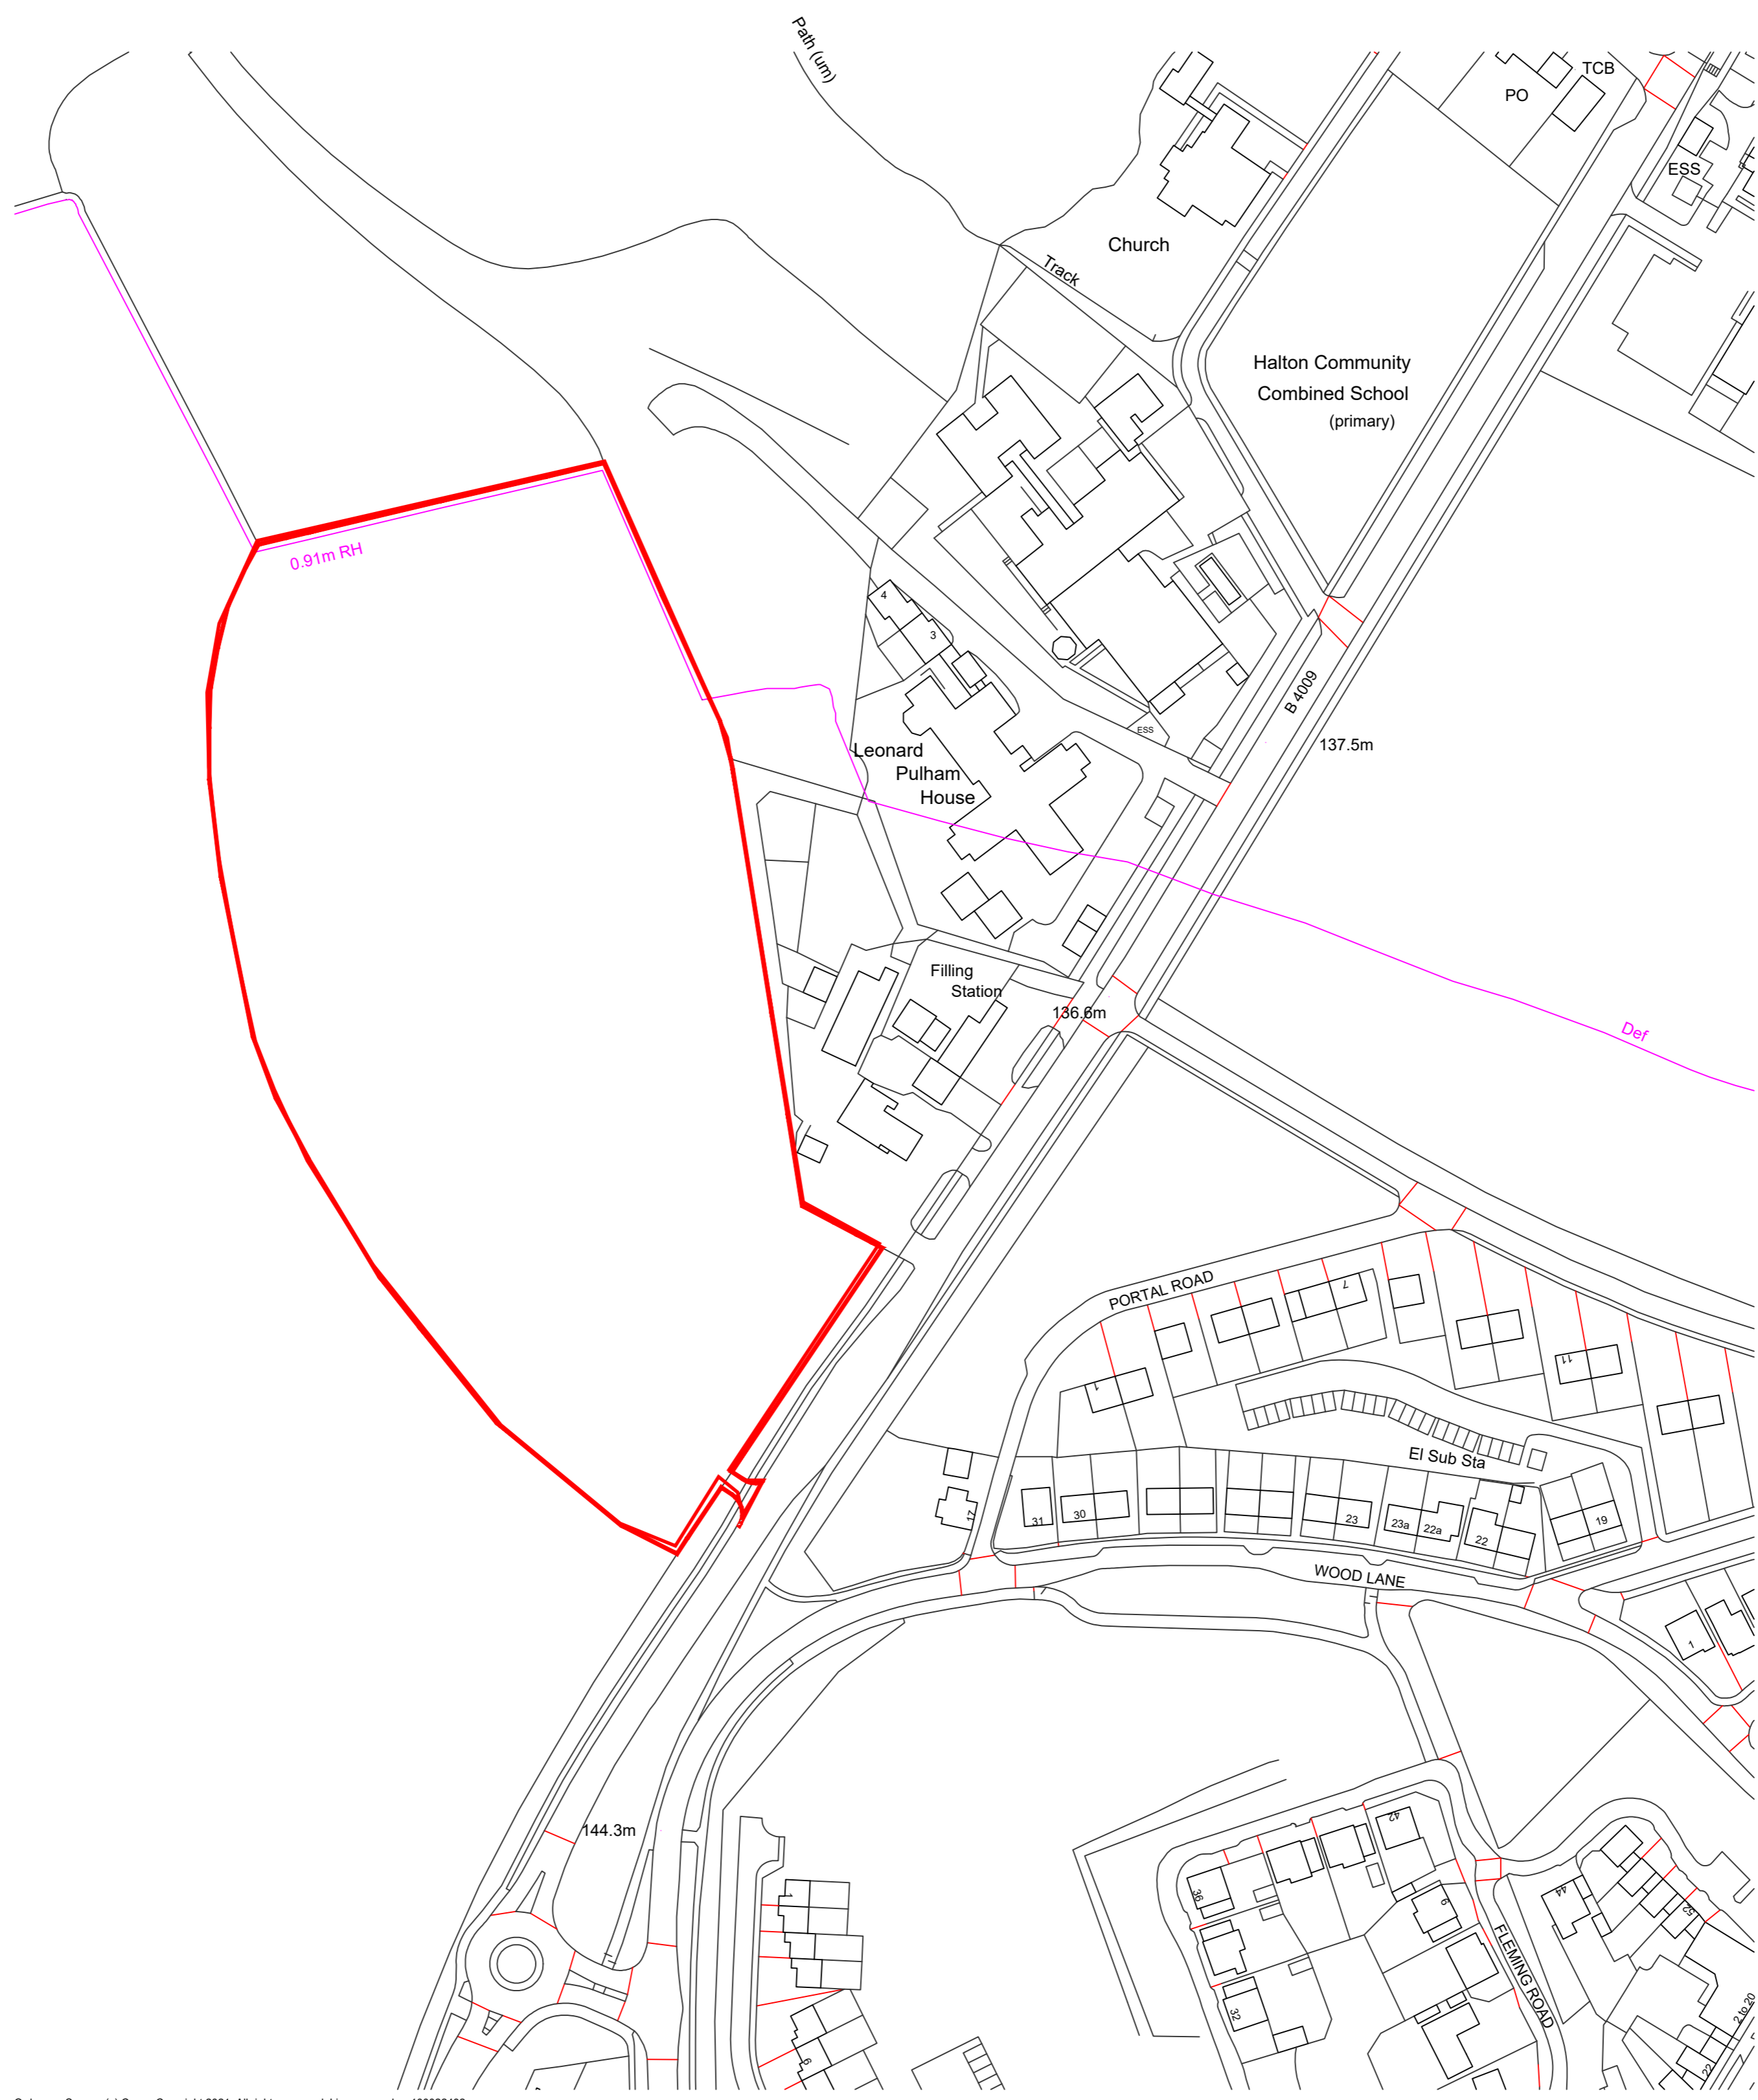 Path (um)
TCB
PO
ESS
Church
Track
Halton Community
Combined School
(primary)
0.91m RH
4
3
B 4009
ESS
137.5m
Leonard
Pulham
House
Filling
Station
136.6m
Def
PORTAL ROAD
7
1
11
El Sub Sta
17
31
30
23
23a
22a
22
19
WOOD LANE
1
144.3m
1
36
42
9
44
52
FLEMING ROAD
32
6
2 to 20
22